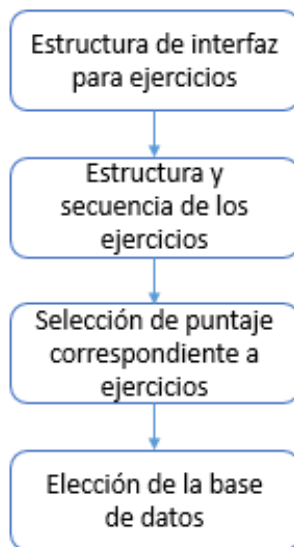 Estructura de interfaz
para ejercicios
Estructura y
secuencia de los
ejercicios
Selección de puntaje
correspondiente a
ejercicios
Elección de la base
de datos